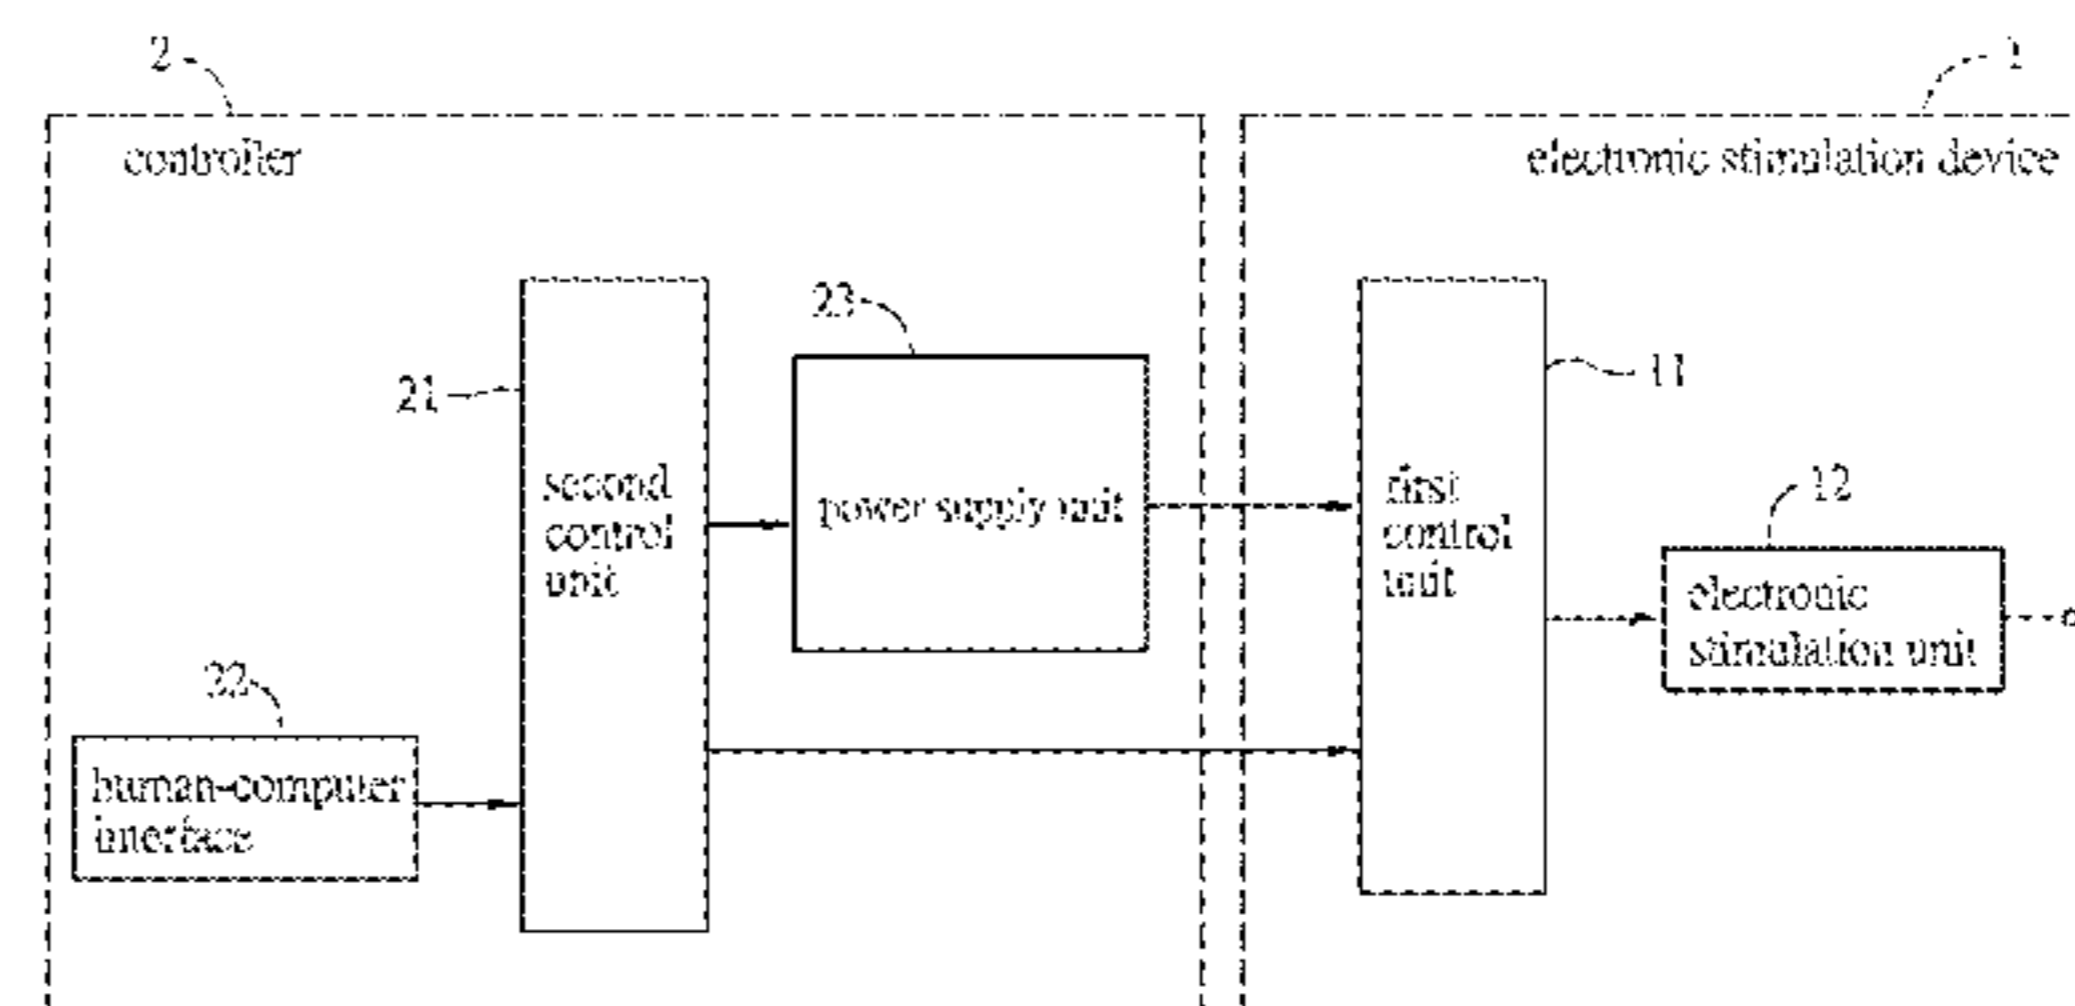 2
1
controller
electronic stimulation device
23
21
11
second
control
unit
power supply unit
first
control
unit
12
electronic
stimulation unit
22
human-computer
interface